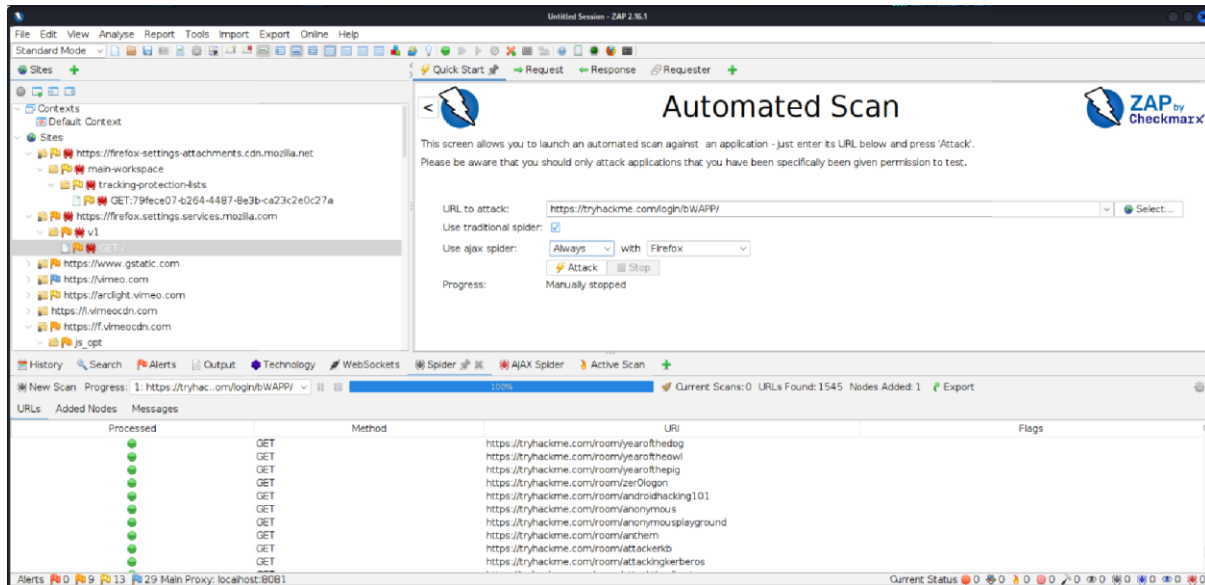 Untitled Session - ZAP 2.16.1
File Edit View Analyse Report Tools Import Export Online Help
Standard Mode
Sites
Quick Start Request Response Requester
Contexts
Default Context
Sites
https://firefox-settings-attachments.cdn.mozilla.net
main-workspace
tracking-protection-lists
GET:79fece07-b264-4487-8e3b-ca23c2e0c27a
https://firefox.settings.services.mozilla.com
v1
GET:/
https://www.gstatic.com
https://vimeo.com
https://arclight.vimeo.com
https://i.vimeocdn.com
https://f.vimeocdn.com
js_opt
<
Automated Scan
ZAP by
Checkmarx
This screen allows you to launch an automated scan against an application - just enter its URL below and press 'Attack'.
Please be aware that you should only attack applications that you have been specifically been given permission to test.
URL to attack: https://tryhackme.com/login/bWAPP/ Select...
Use traditional spider:
Use ajax spider: Always with Firefox
Attack Stop
Progress: Manually stopped
History Search Alerts Output Technology WebSockets Spider AJAX Spider Active Scan
New Scan Progress: 1: https://tryhac...om/login/bWAPP/ 100% Current Scans: 0 URLs Found: 1545 Nodes Added: 1 Export
URLs Added Nodes Messages
Processed Method URI Flags
GET https://tryhackme.com/room/yearofthedog
GET https://tryhackme.com/room/yearoftheowl
GET https://tryhackme.com/room/yearofthepig
GET https://tryhackme.com/room/zer0logon
GET https://tryhackme.com/room/androidhacking101
GET https://tryhackme.com/room/anonymous
GET https://tryhackme.com/room/anonymousplayground
GET https://tryhackme.com/room/anthem
GET https://tryhackme.com/room/attackerkb
GET https://tryhackme.com/room/attackingkerberos
Alerts 0 9 13 29 Main Proxy: localhost:8081 Current Status 0 0 0 0 0 0 0 0 0 0